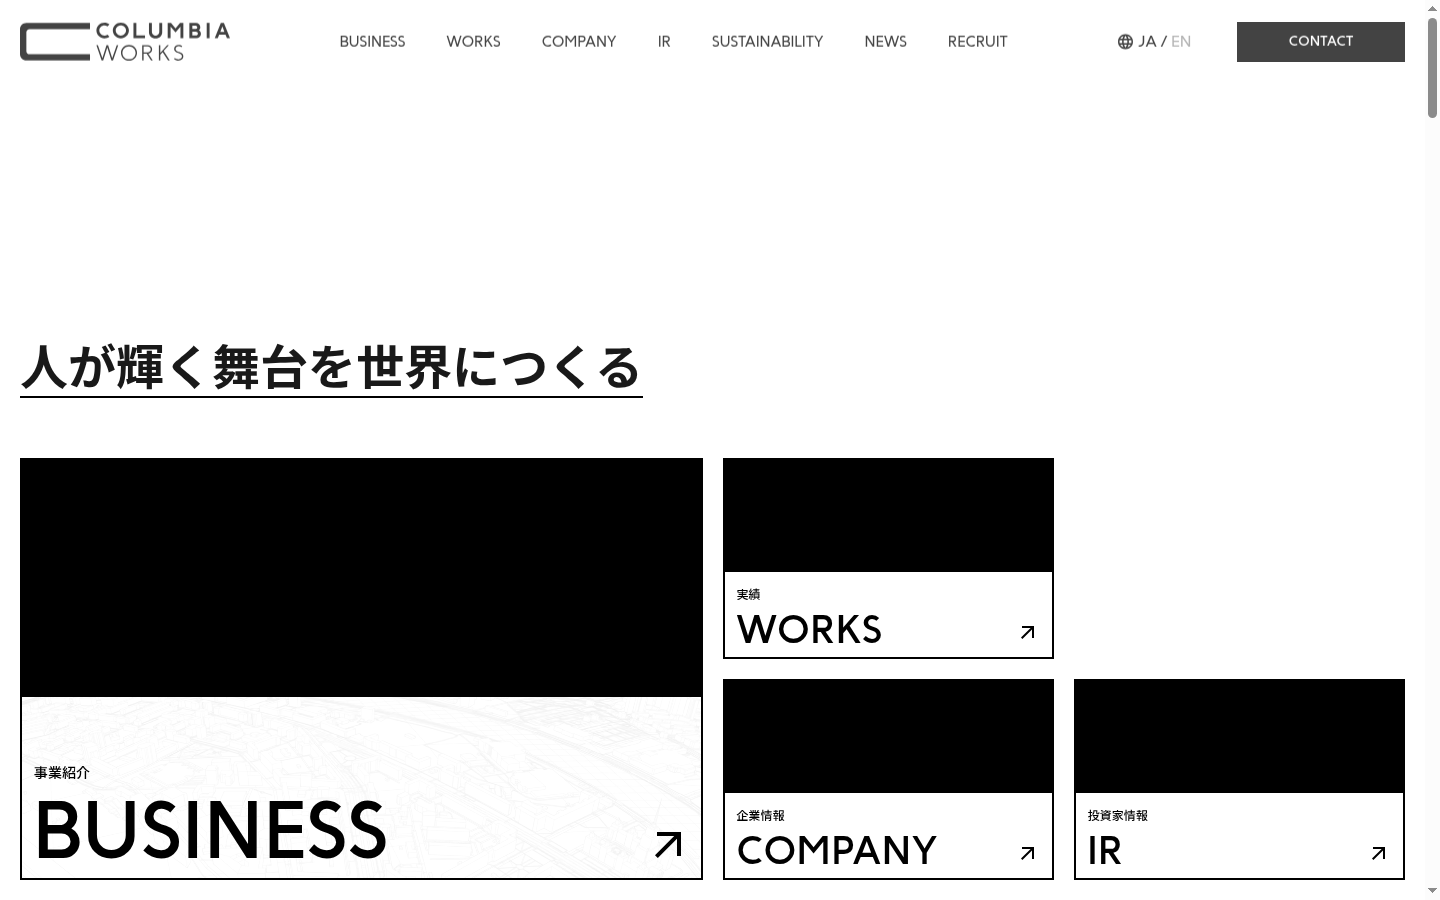 COLUMBIA
WORKS
BUSINESS WORKS COMPANY IR SUSTAINABILITY NEWS RECRUIT
JA / EN
CONTACT
人が輝く舞台を世界につくる
事業紹介
BUSINESS
実績
WORKS
企業情報
COMPANY
投資家情報
IR